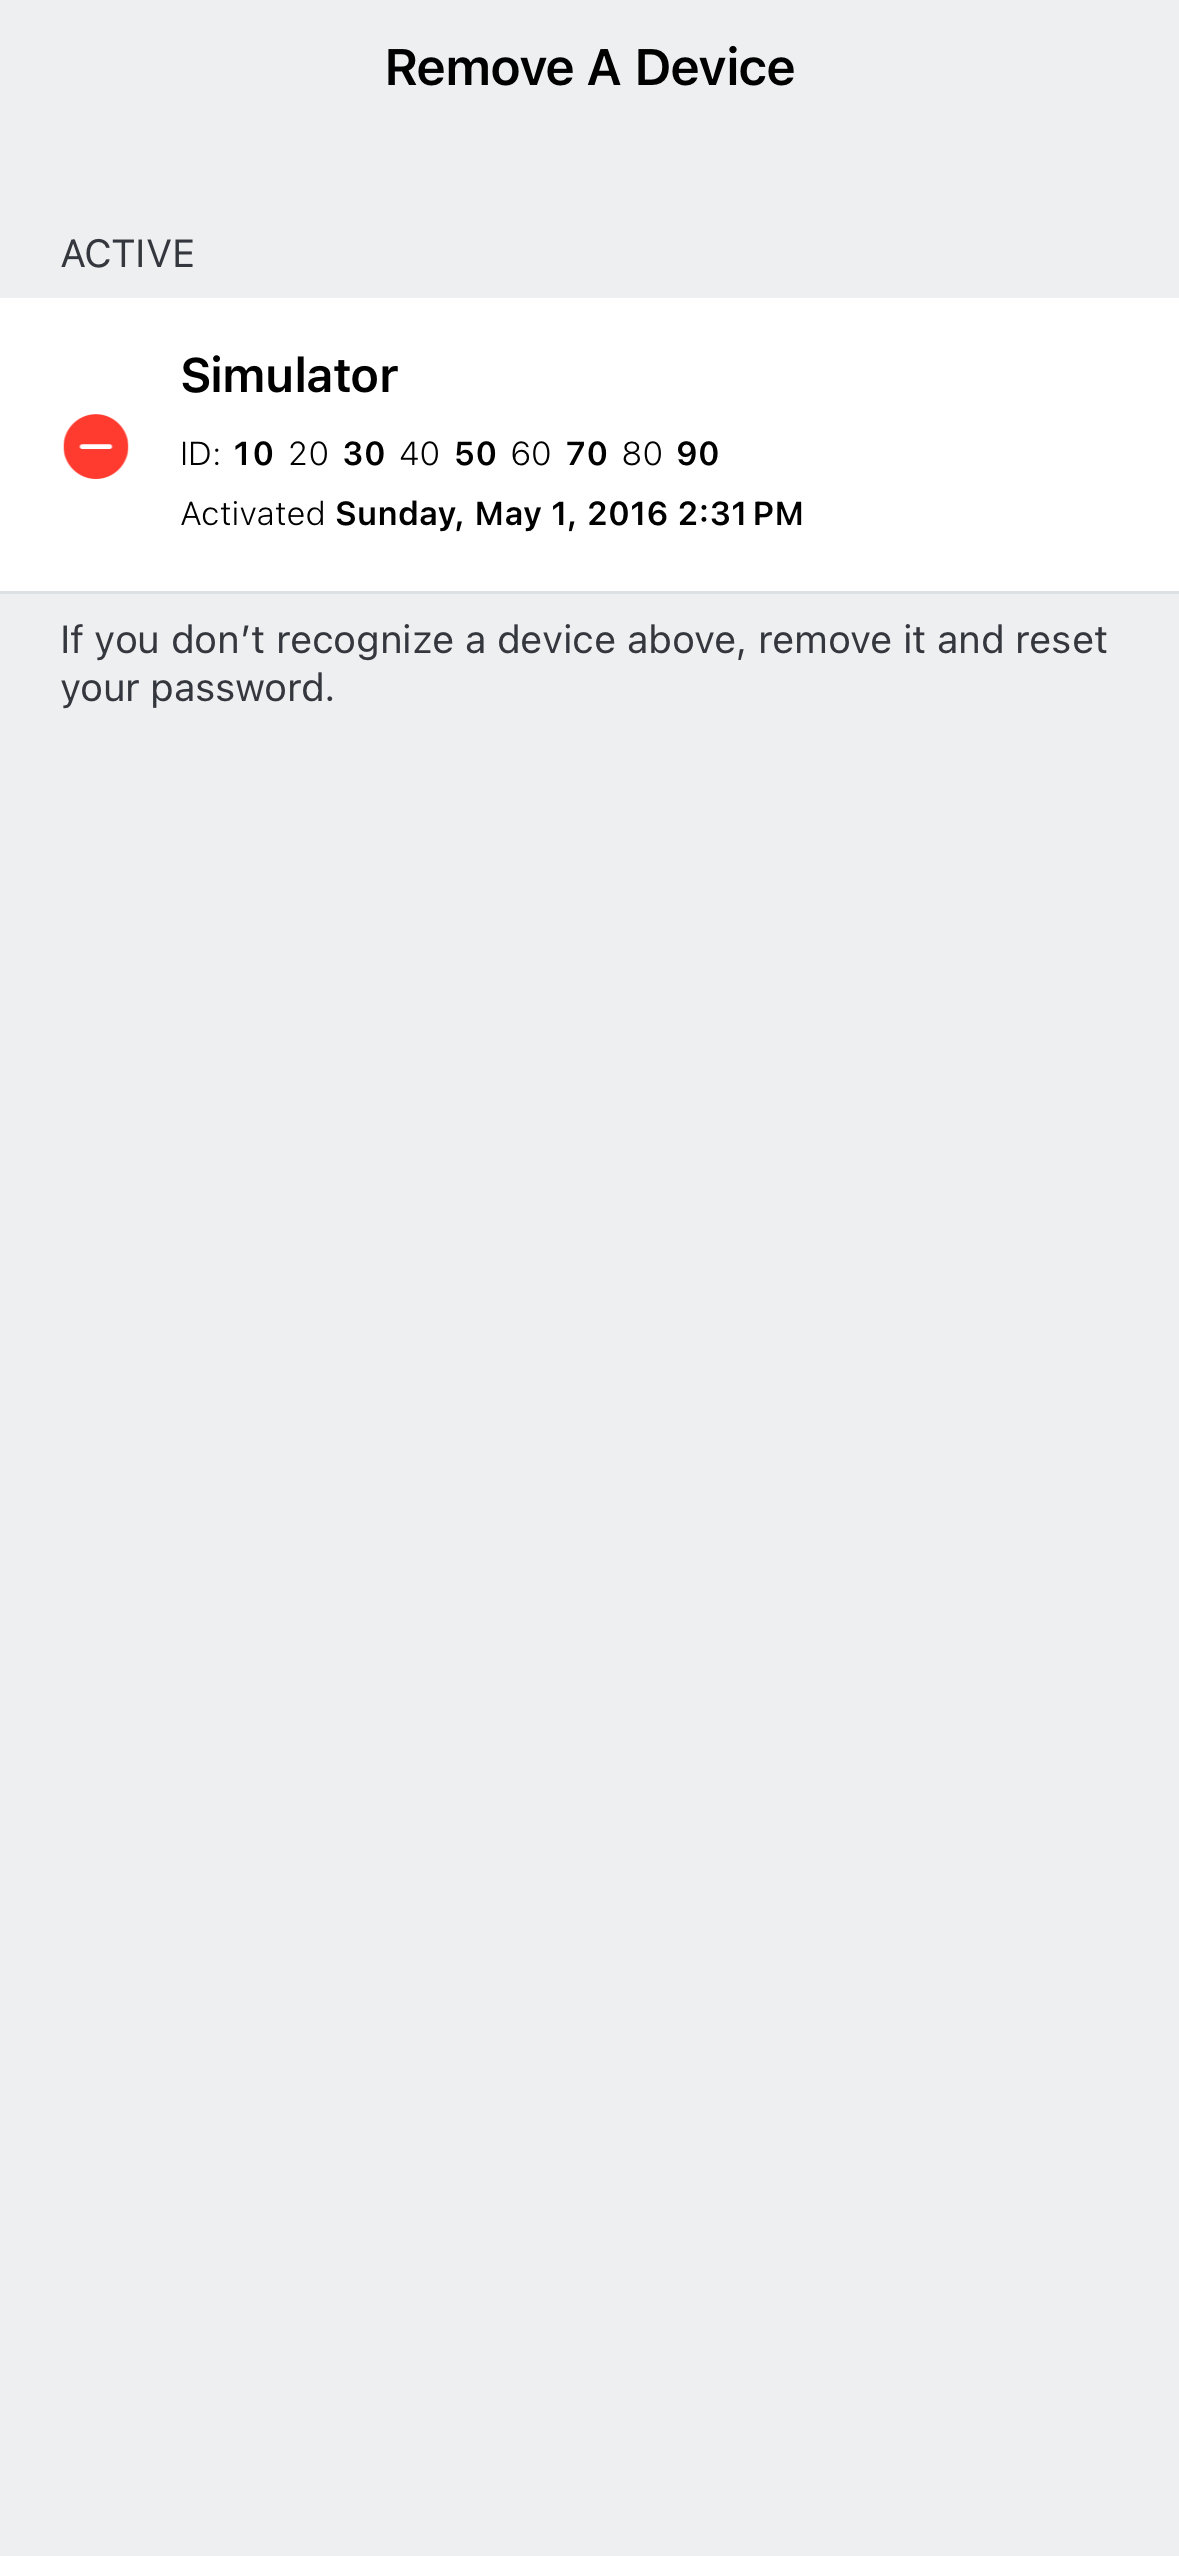 Remove A Device
ACTIVE
Simulator
ID: 10 20 30 40 50 60 70 80 90
Activated Sunday, May 1, 2016 2:31 PM
If you don’t recognize a device above, remove it and reset
your password.